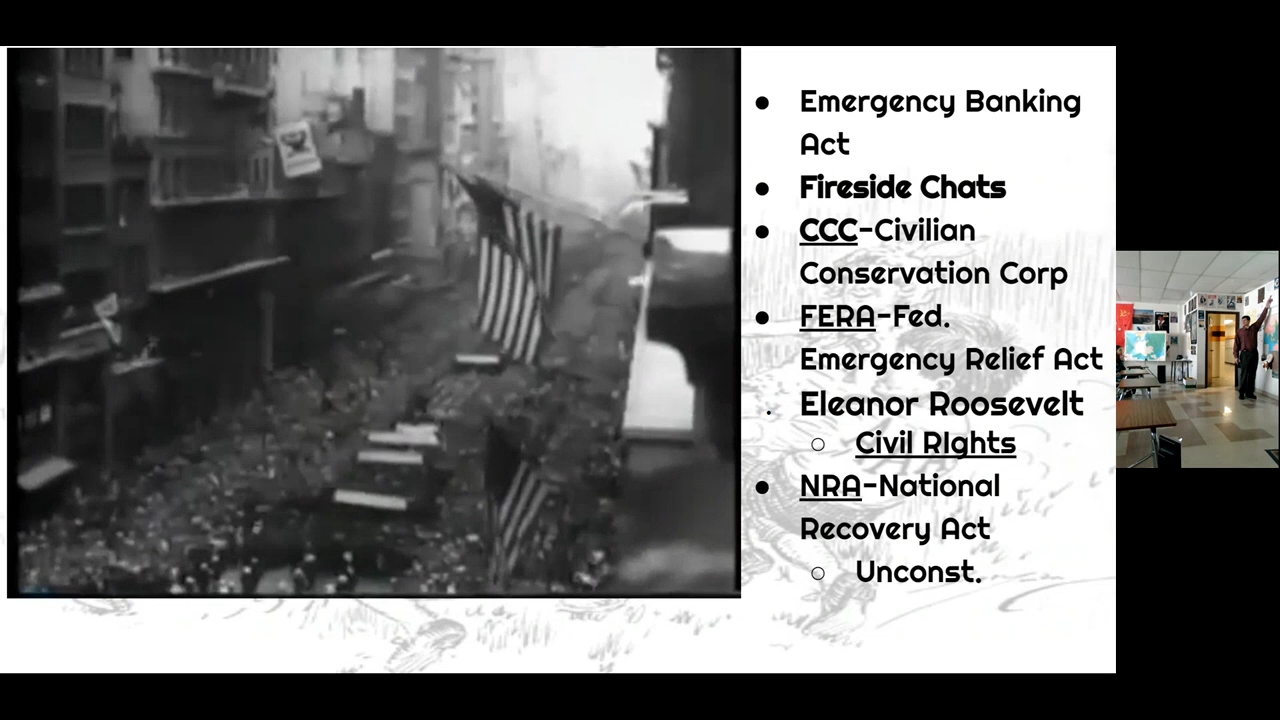 Emergency Banking
Act
Fireside Chats
CCC-Civilian
Conservation Corp
FERA-Fed.
Emergency Relief Act
Eleanor Roosevelt
Civil RIghts
NRA-National
Recovery Act
Unconst.